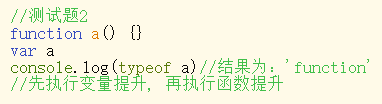 //测试题2
function a() {}
var a
console.log(typeof a)//结果为：'function'
//先执行变量提升, 再执行函数提升